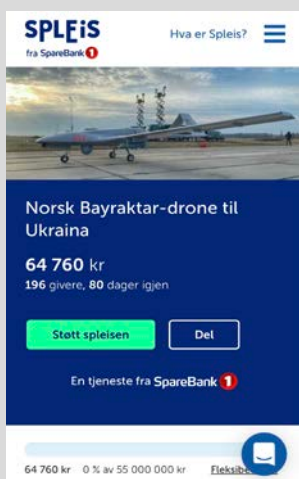 SPLEiS
fra SpareBank 1
Hva er Spleis?
Norsk Bayraktar-drone til
Ukraina
64 760 kr
196 givere, 80 dager igjen
Støtt spleisen
Del
En tjeneste fra SpareBank 1
64 760 kr 0 % av 55 000 000 kr